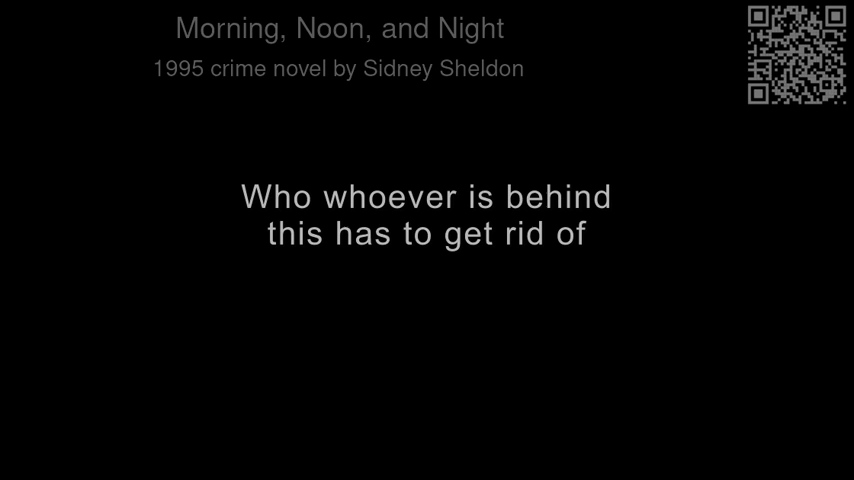 Morning, Noon, and Night
1995 crime novel by Sidney Sheldon
Who whoever is behind
this has to get rid of